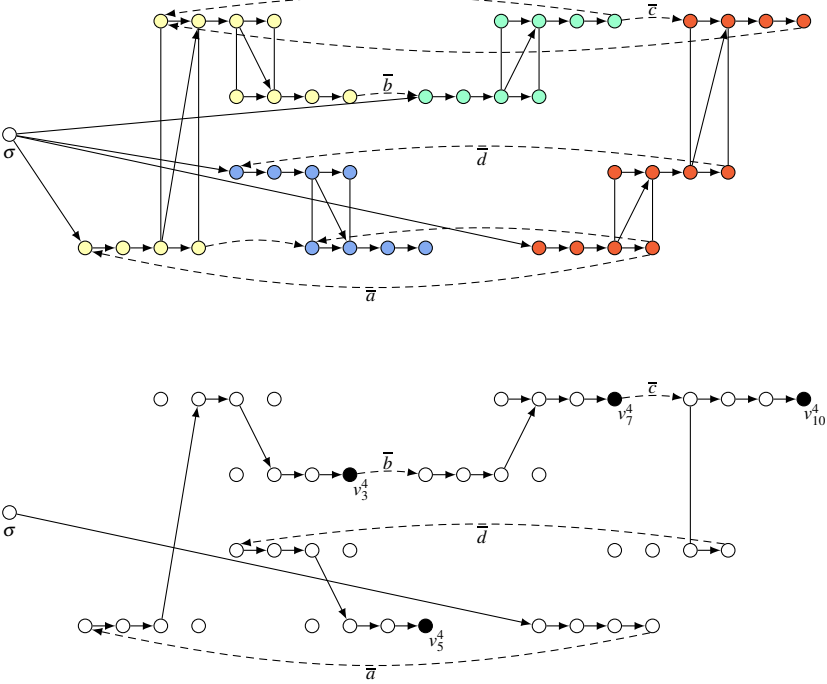 c̅
b̅
σ
d̅
a̅
c̅
v₇⁴
v₁₀⁴
b̅
v₃⁴
σ
d̅
v₅⁴
a̅